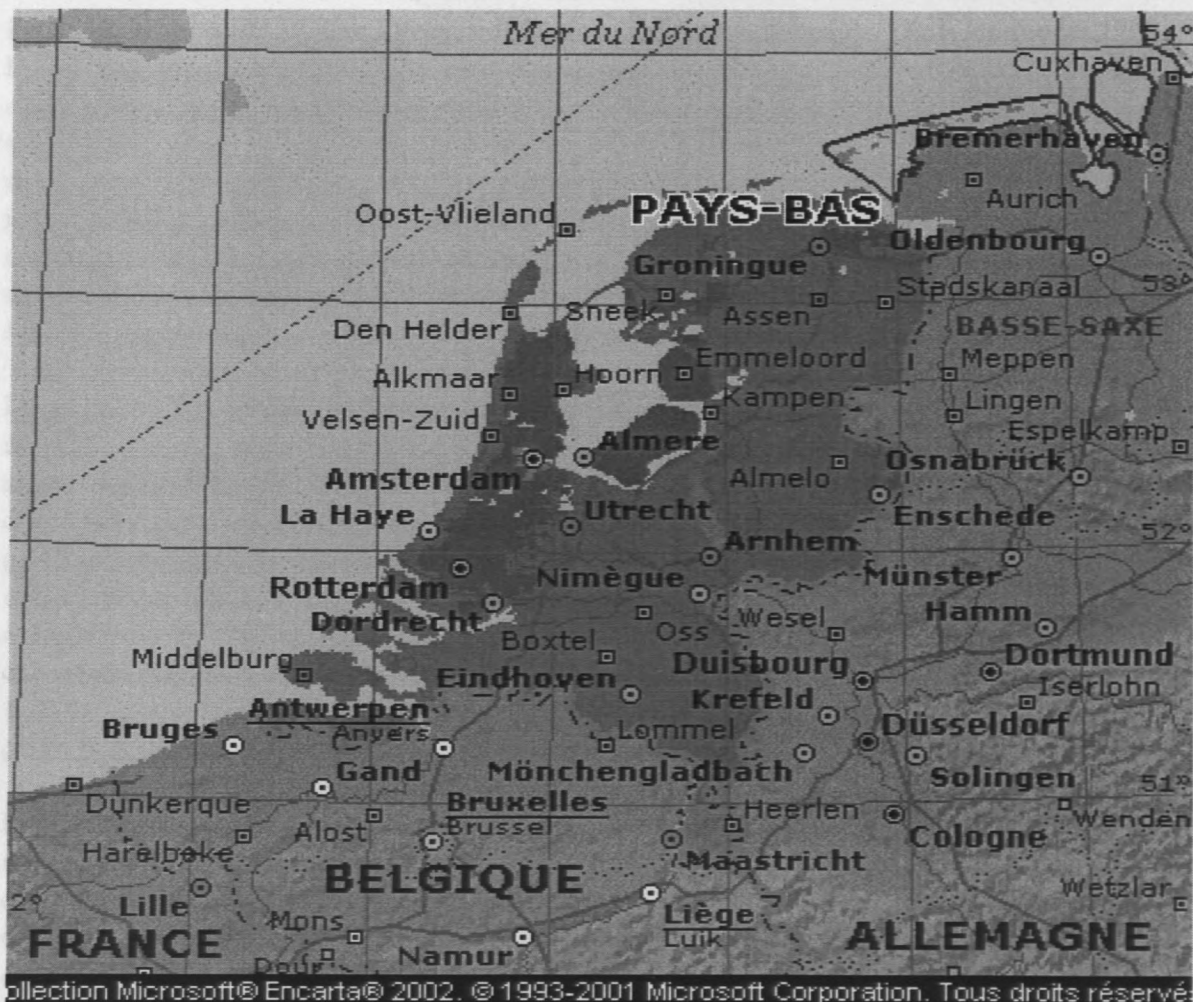 Mer du Nord
54°
Cuxhaven
Bremerhaven
Aurich
Oost-Vlieland
PAYS-BAS
Oldenbourg
Groningue
53°
Sneek
Assen
Stadskanaal
Den Helder
BASSE-SAXE
Emmeloord
Meppen
Alkmaar
Hoorn
Kampen
Lingen
Velsen-Zuid
Almere
Espelkamp
Amsterdam
Almelo
Osnabrück
La Haye
Utrecht
Enschede
52°
Arnhem
Rotterdam
Nimègue
Münster
Dordrecht
Oss
Wesel
Hamm
Boxtel
Middelburg
Eindhoven
Duisbourg
Dortmund
Krefeld
Iserlohn
Antwerpen
Anvers
Bruges
Lommel
Düsseldorf
Gand
Mönchengladbach
Solingen
51°
Dunkerque
Bruxelles
Brussel
Heerlen
Wenden
Alost
Harelbeke
Cologne
Maastricht
BELGIQUE
2°
Lille
Wetzlar
Mons
Liège
Luik
FRANCE
Namur
ALLEMAGNE
Dour
ollection Microsoft® Encarta® 2002. © 1993-2001 Microsoft Corporation. Tous droits réservé